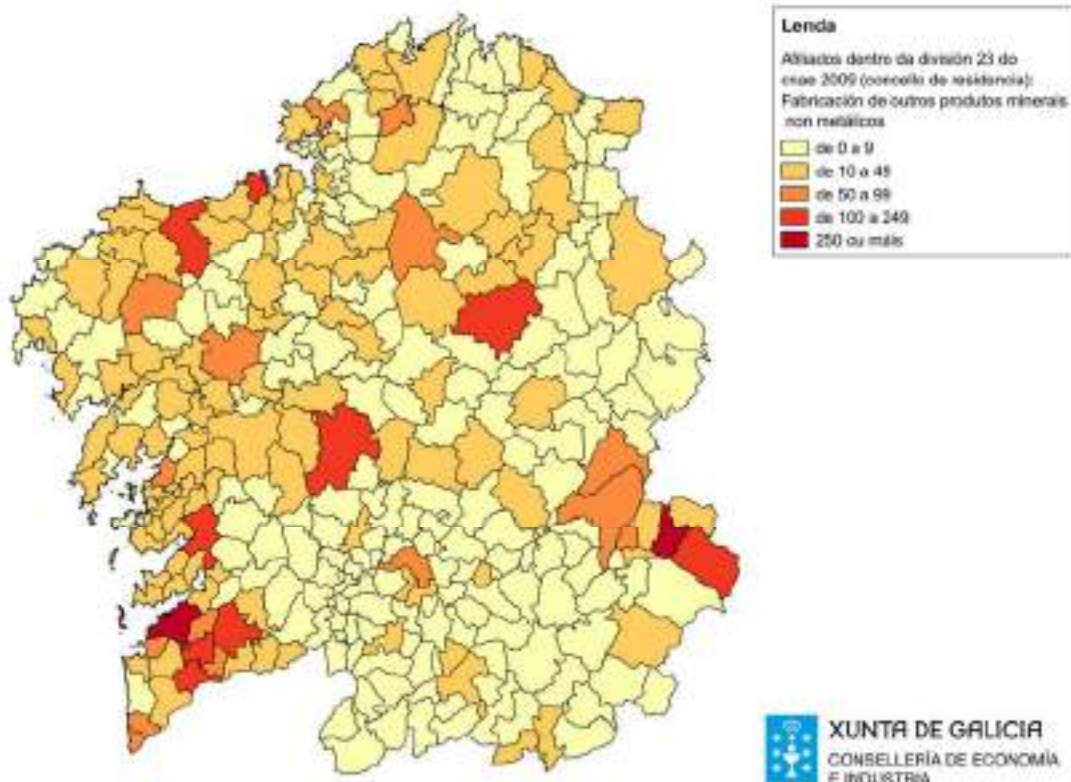 Lenda
Afiliados dentro da división 23 do
cnae 2009 (concello de residencia):
Fabricación de outros produtos minerais
non metálicos
de 0 a 9
de 10 a 49
de 50 a 99
de 100 a 249
250 ou máis
XUNTA DE GALICIA
CONSELLERÍA DE ECONOMÍA
E INDUSTRIA